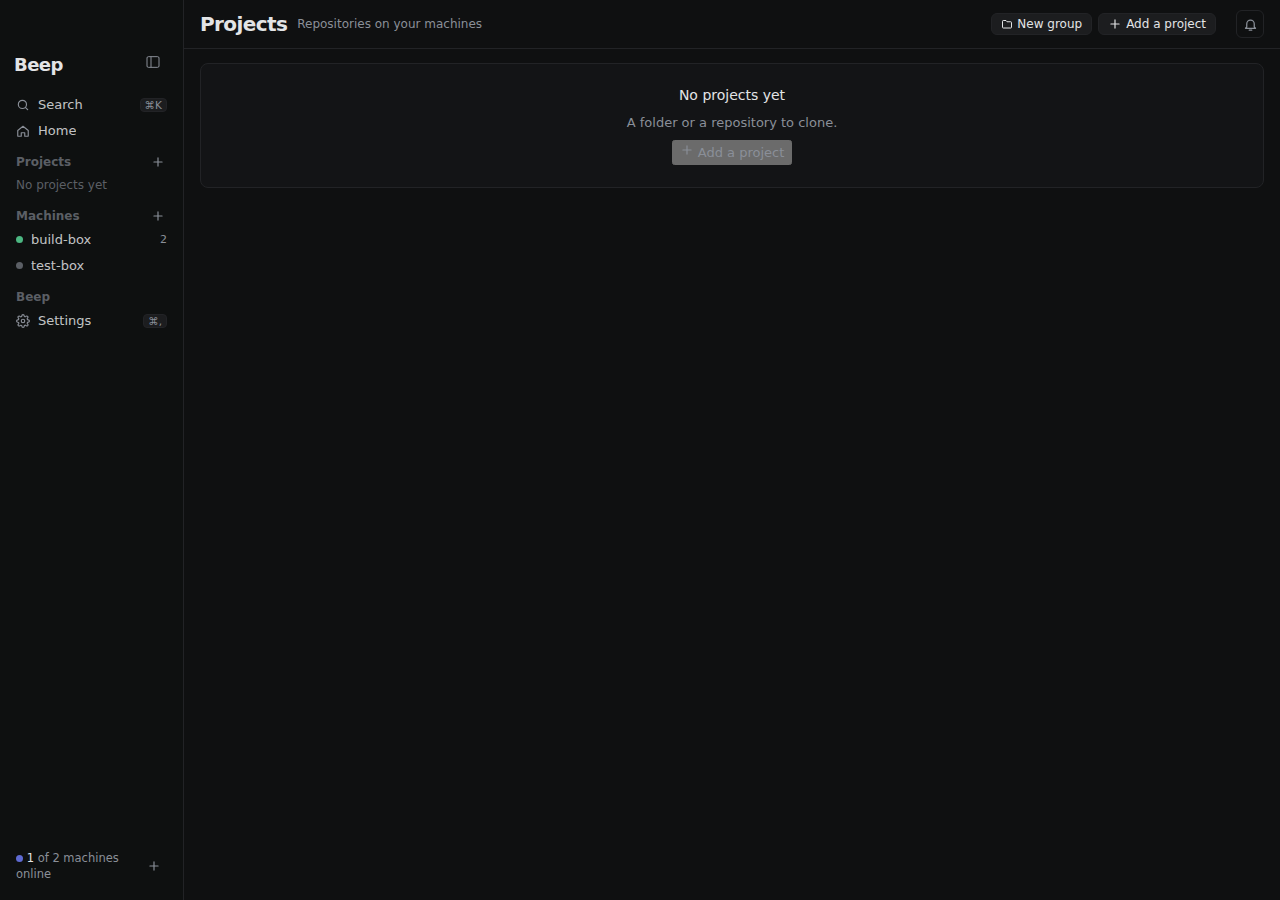 Beep
Search ⌘K
Home
Projects
No projects yet
Machines
build-box 2
test-box
Beep
Settings ⌘,
1 of 2 machines
online
Projects Repositories on your machines
New group
Add a project
No projects yet
A folder or a repository to clone.
Add a project